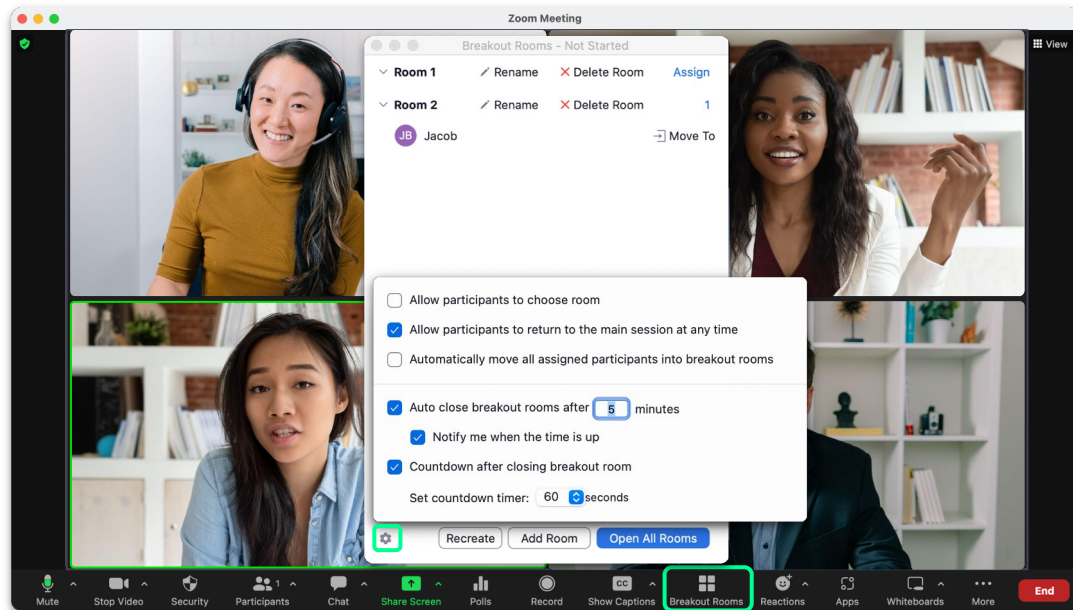 Zoom Meeting
View
Breakout Rooms - Not Started
Room 1 Rename Delete Room Assign
Room 2 Rename Delete Room 1
JB Jacob Move To
Allow participants to choose room
Allow participants to return to the main session at any time
Automatically move all assigned participants into breakout rooms
Auto close breakout rooms after 5 minutes
Notify me when the time is up
Countdown after closing breakout room
Set countdown timer: 60 seconds
Recreate Add Room Open All Rooms
1
CC
Mute Stop Video Security Participants Chat Share Screen Polls Record Show Captions Breakout Rooms Reactions Apps Whiteboards More End